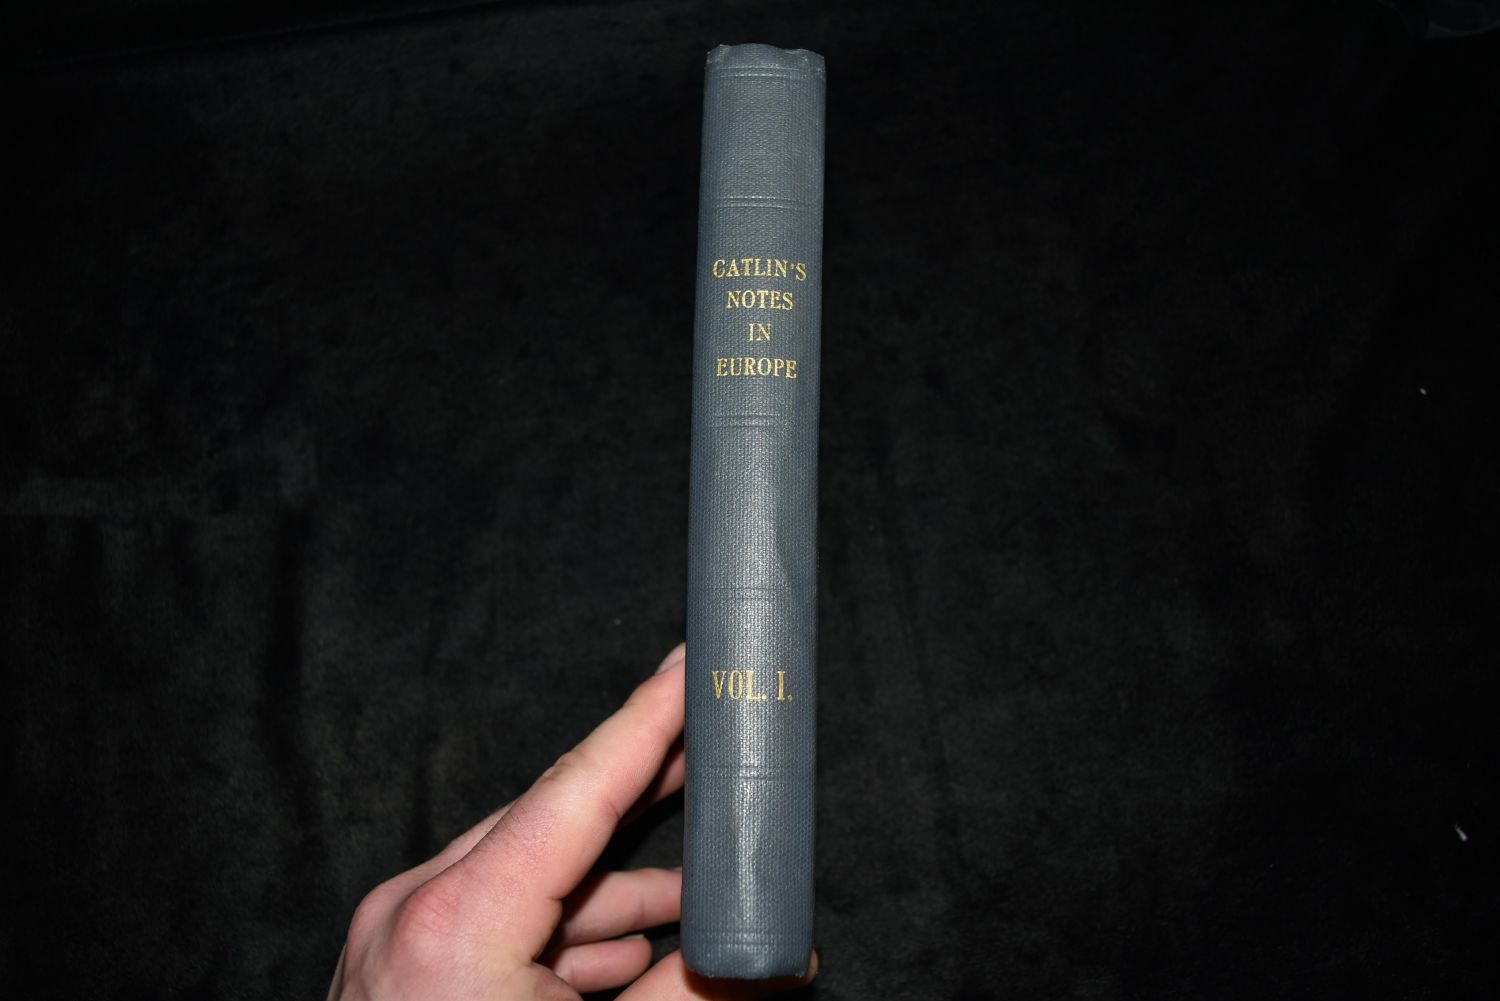 CATLIN'S
NOTES
IN
EUROPE
VOL. I.